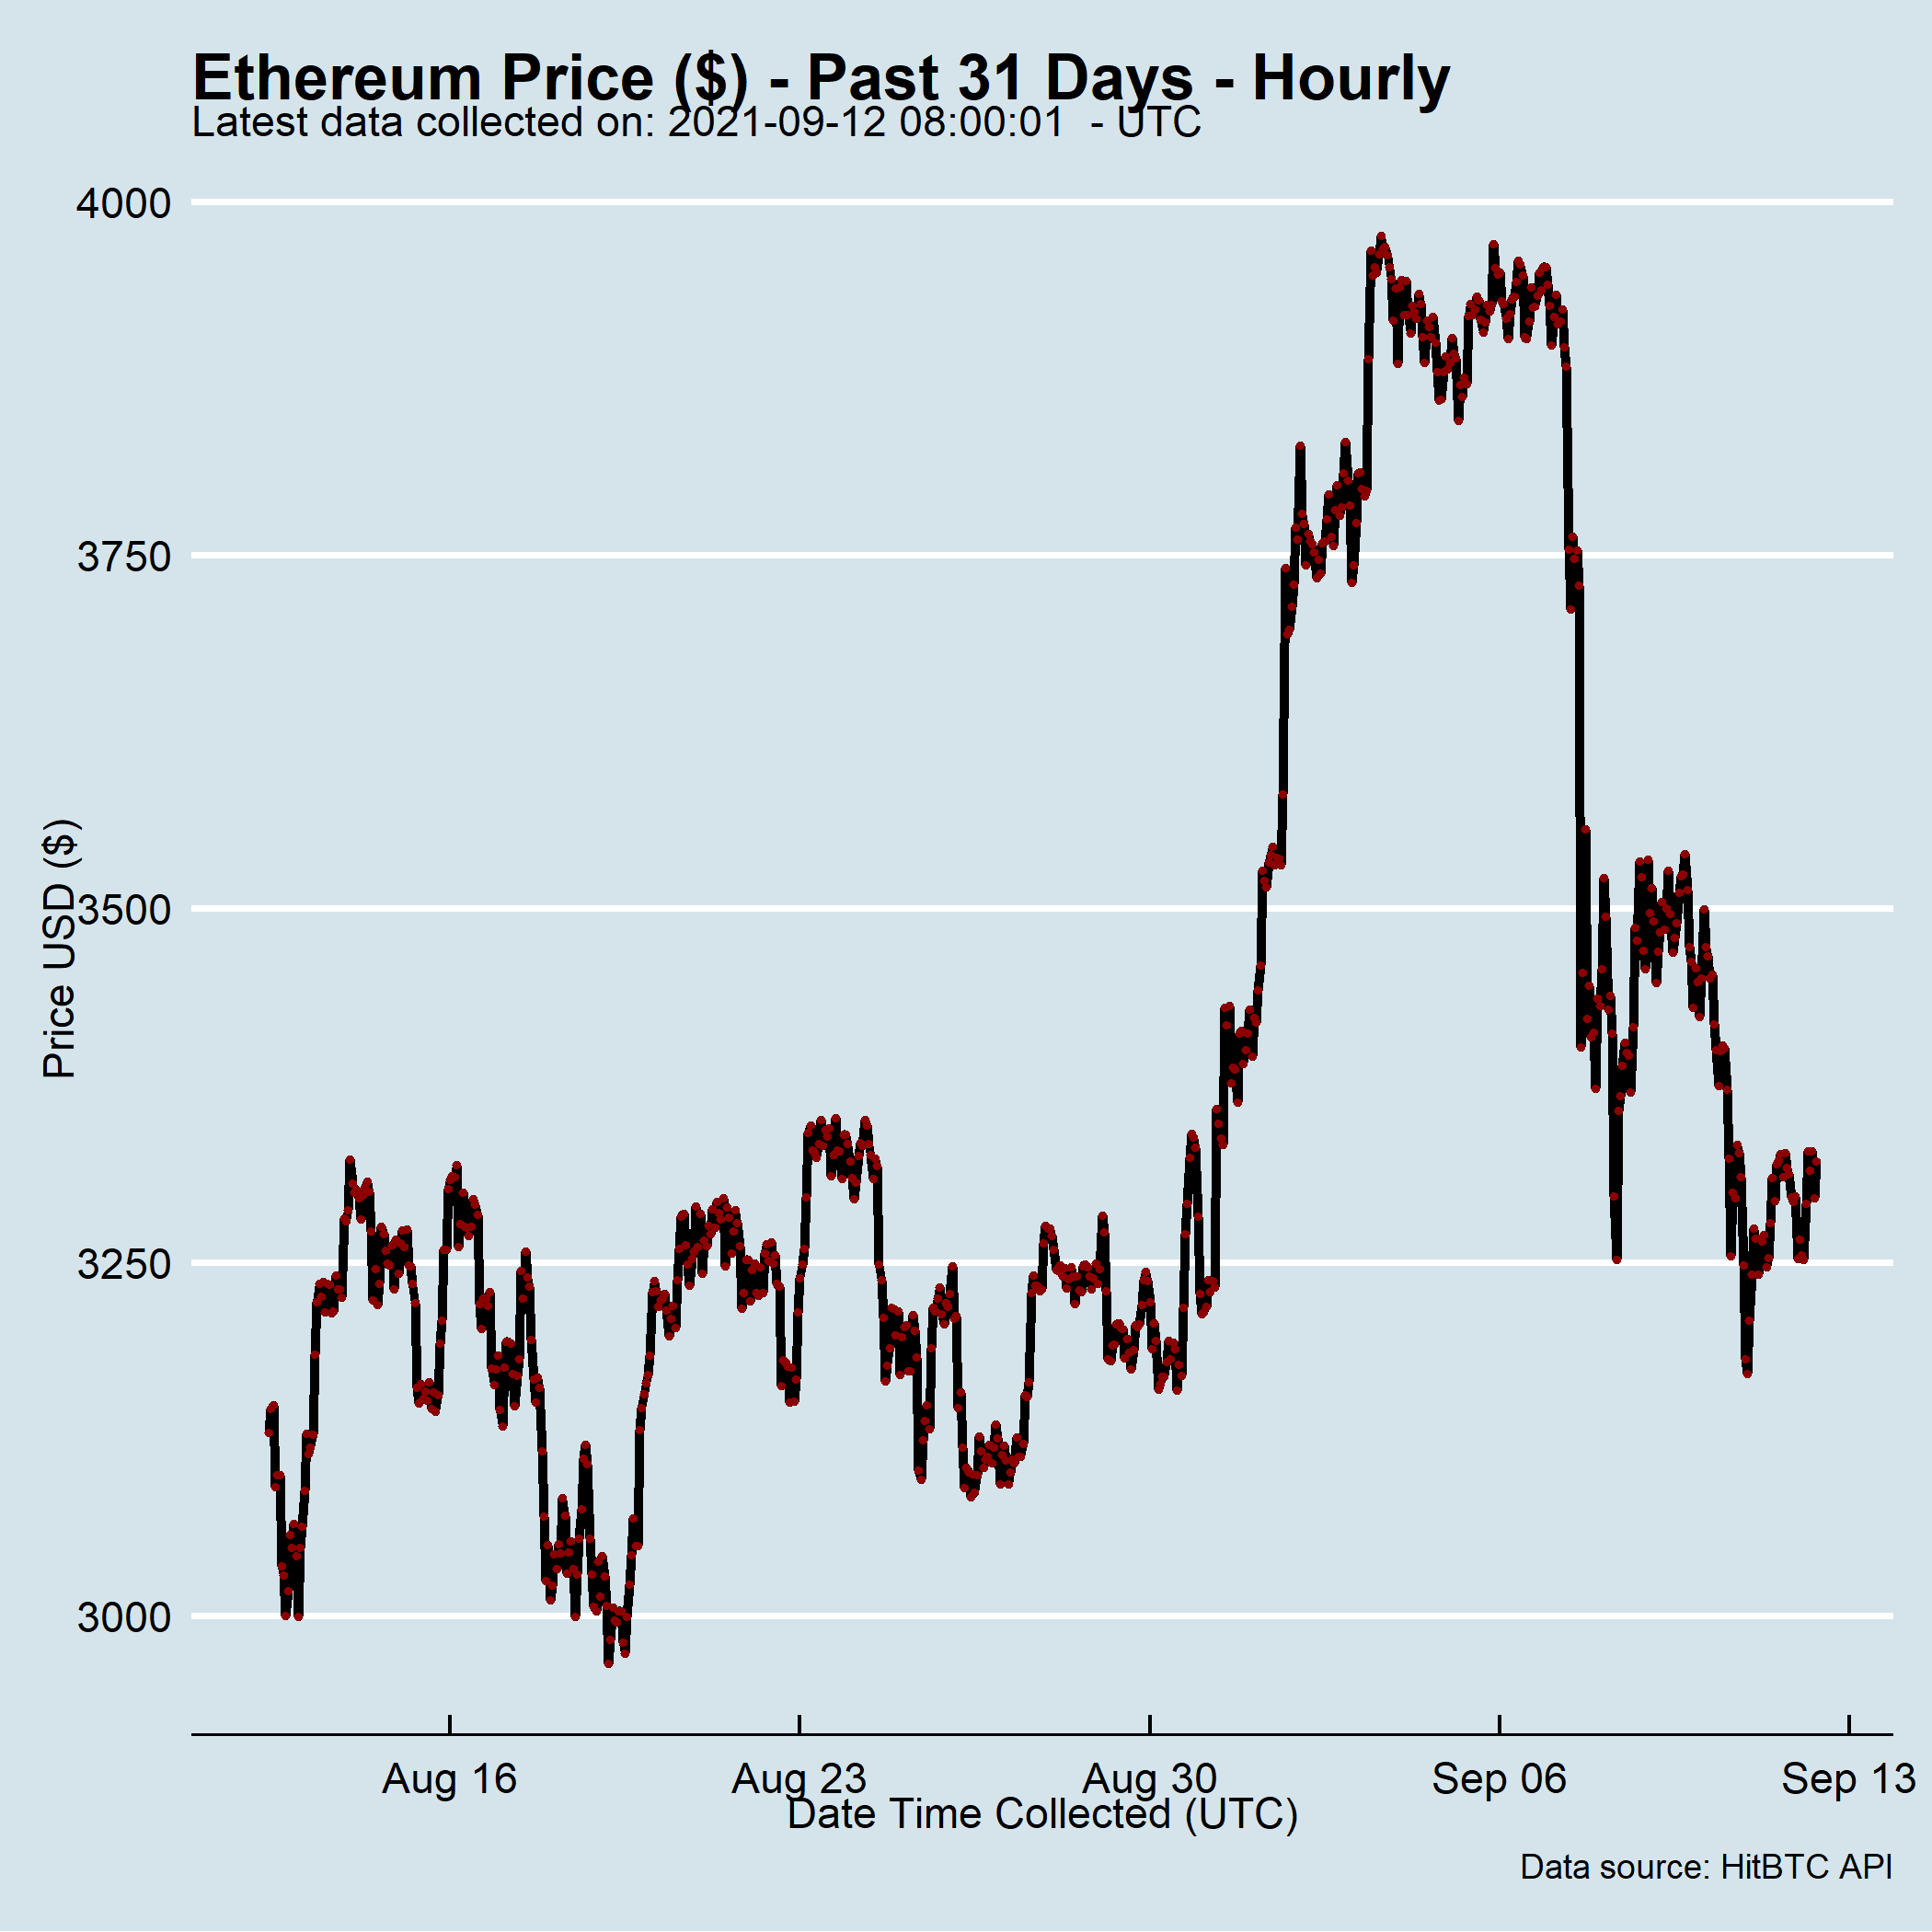 Ethereum Price ($) - Past 31 Days - Hourly
Latest data collected on: 2021-09-12 08:00:01  - UTC
4000
3750
3500
3250
3000
Price USD ($)
Aug 16
Aug 23
Aug 30
Sep 06
Sep 13
Date Time Collected (UTC)
Data source: HitBTC API